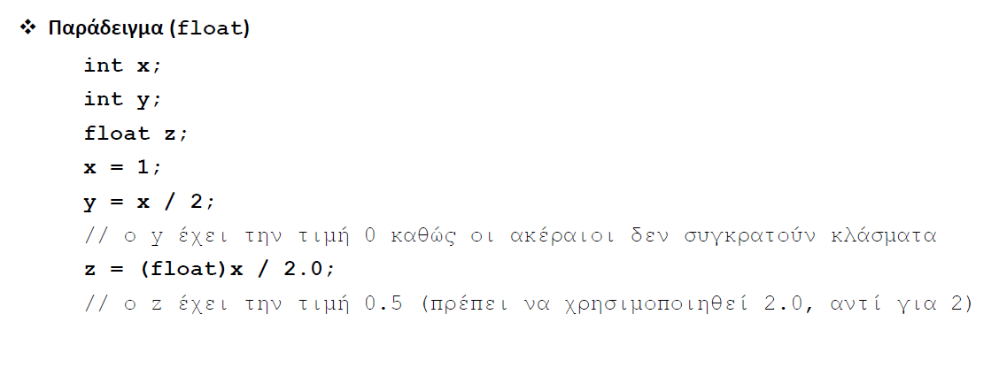 ❖ Παράδειγμα (float)
int x;
int y;
float z;
x = 1;
y = x / 2;
// ο y έχει την τιμή 0 καθώς οι ακέραιοι δεν συγκρατούν κλάσματα
z = (float)x / 2.0;
// ο z έχει την τιμή 0.5 (πρέπει να χρησιμοποιηθεί 2.0, αντί για 2)